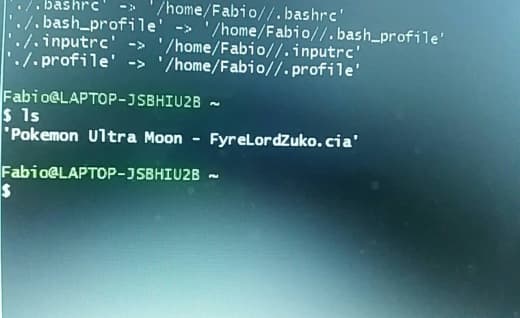 './.bashrc' -> '/home/Fabio//.bashrc'
'./.bash_profile' -> '/home/Fabio//.bash_profile'
'./.inputrc' -> '/home/Fabio//.inputrc'
'./.profile' -> '/home/Fabio//.profile'
Fabio@LAPTOP-JSBHIU2B ~
$ ls
'Pokemon Ultra Moon - FyreLordZuko.cia'
Fabio@LAPTOP-JSBHIU2B ~
$